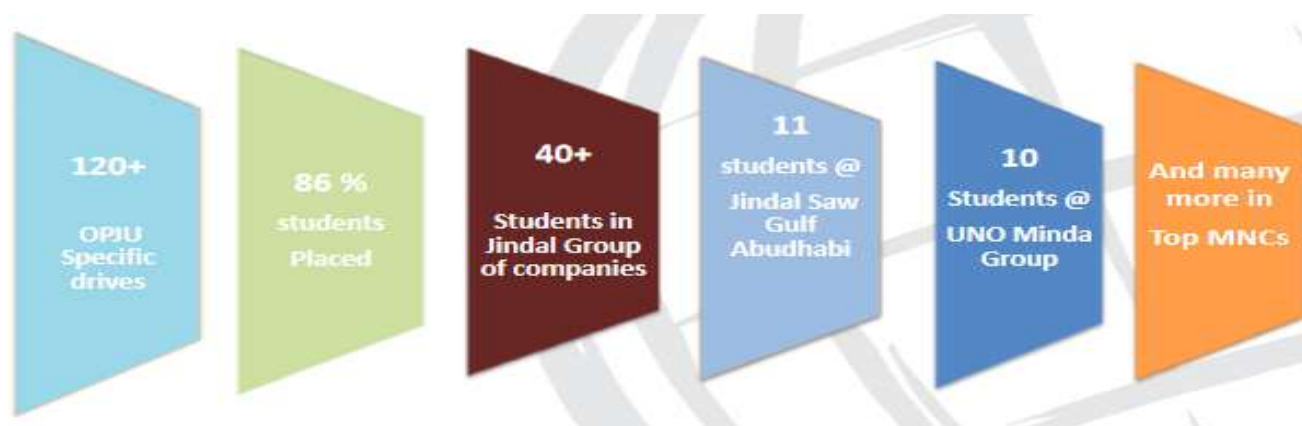 120+
OPJU
Specific
drives
86 %
students
Placed
40+
Students in
Jindal Group
of companies
11
students @
Jindal Saw
Gulf
Abudhabi
10
Students @
UNO Minda
Group
And many
more in
Top MNCs